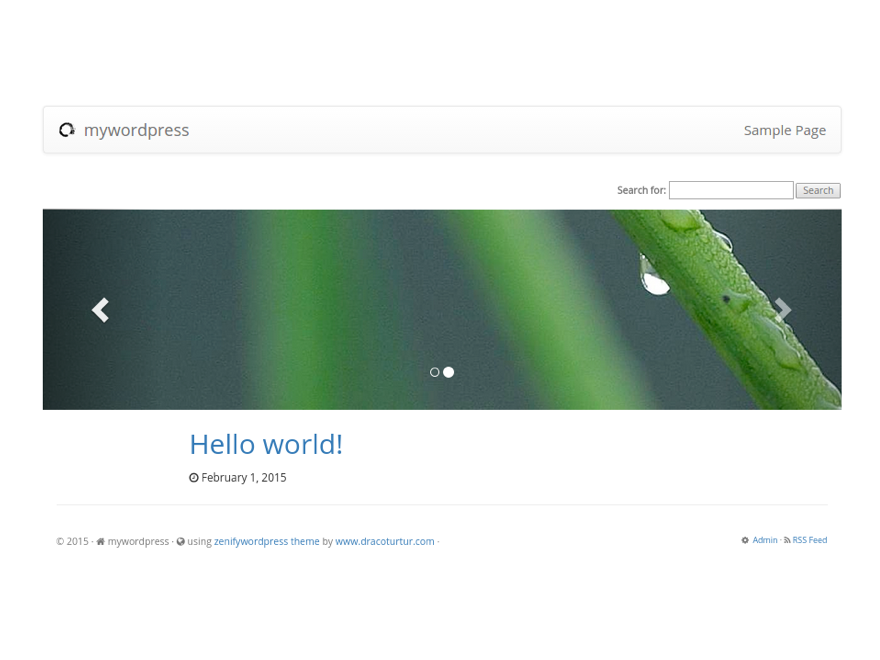 mywordpress
Sample Page
Search for:
Search
Hello world!
February 1, 2015
© 2015 · mywordpress · using zenifywordpress theme by www.dracoturtur.com ·
Admin · RSS Feed